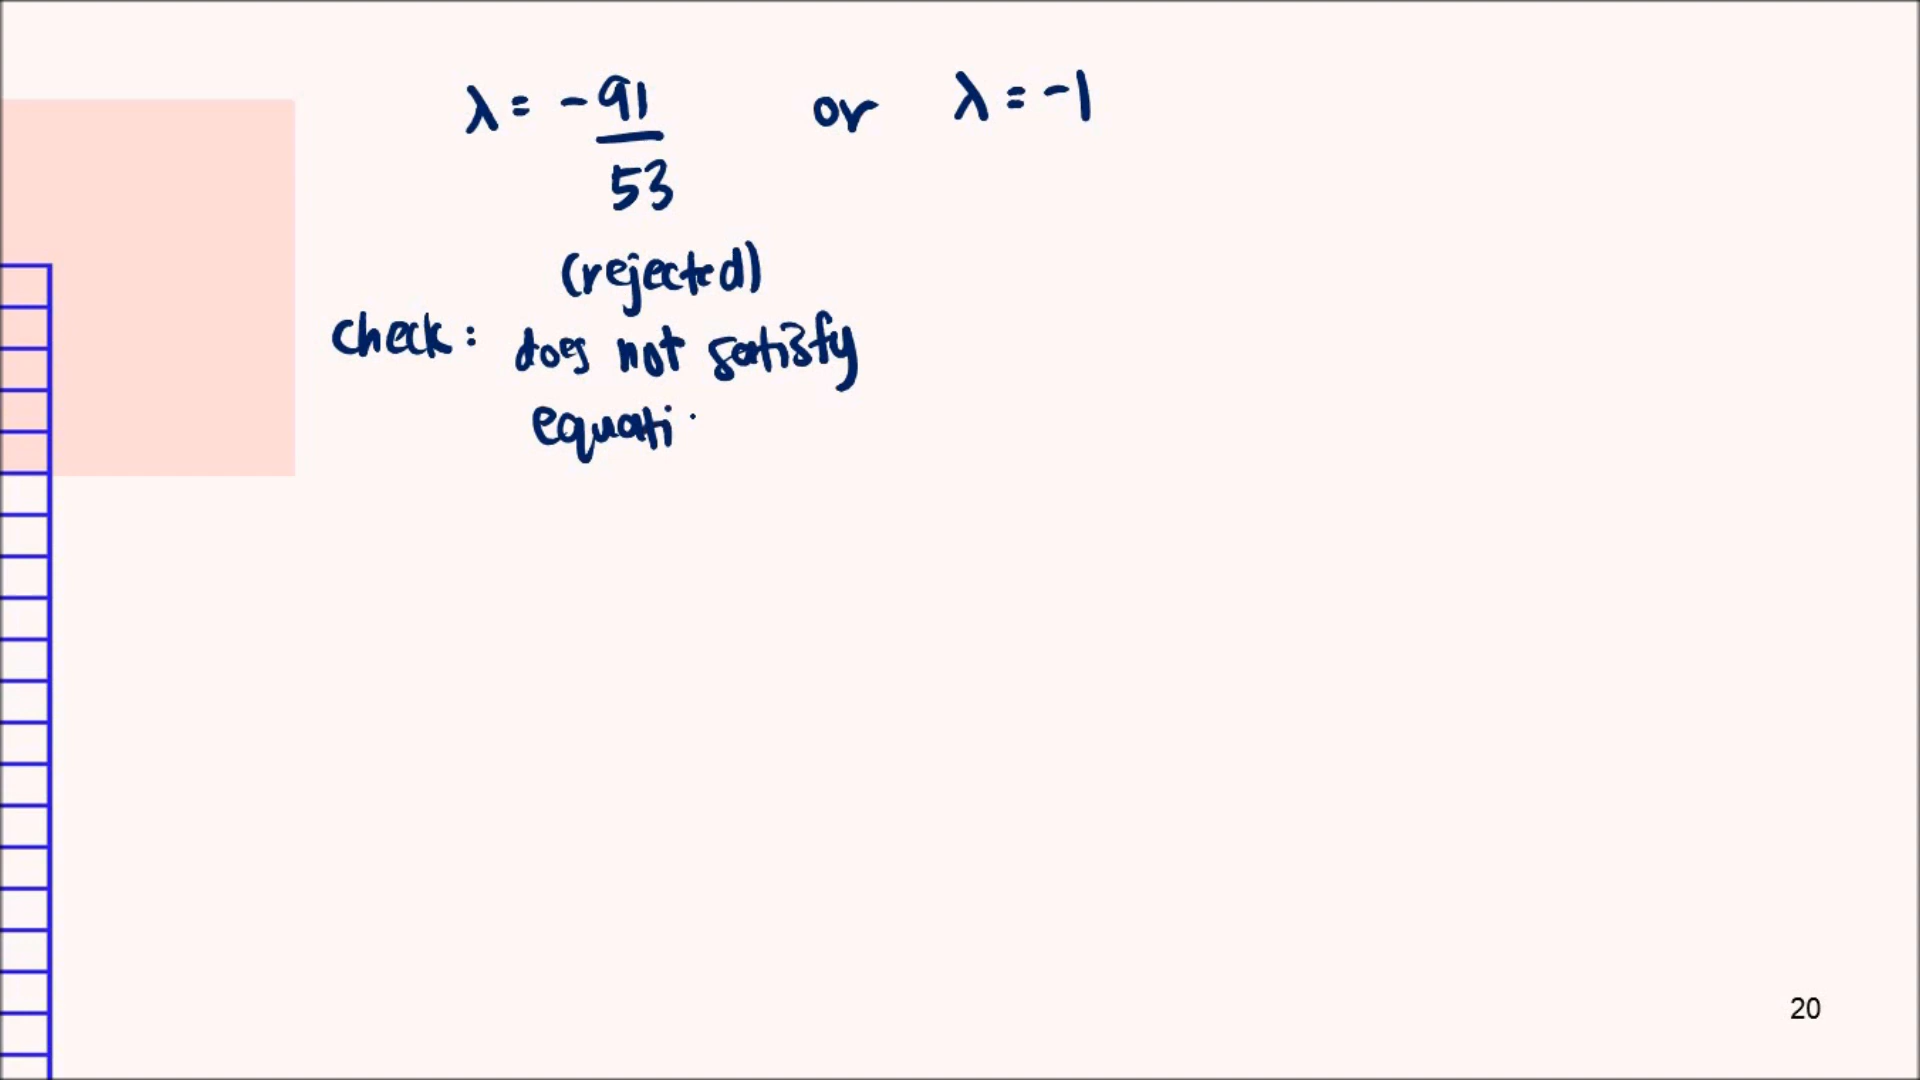 λ = -91/53 or λ = -1
(rejected)
check: does not satisfy
equati
20